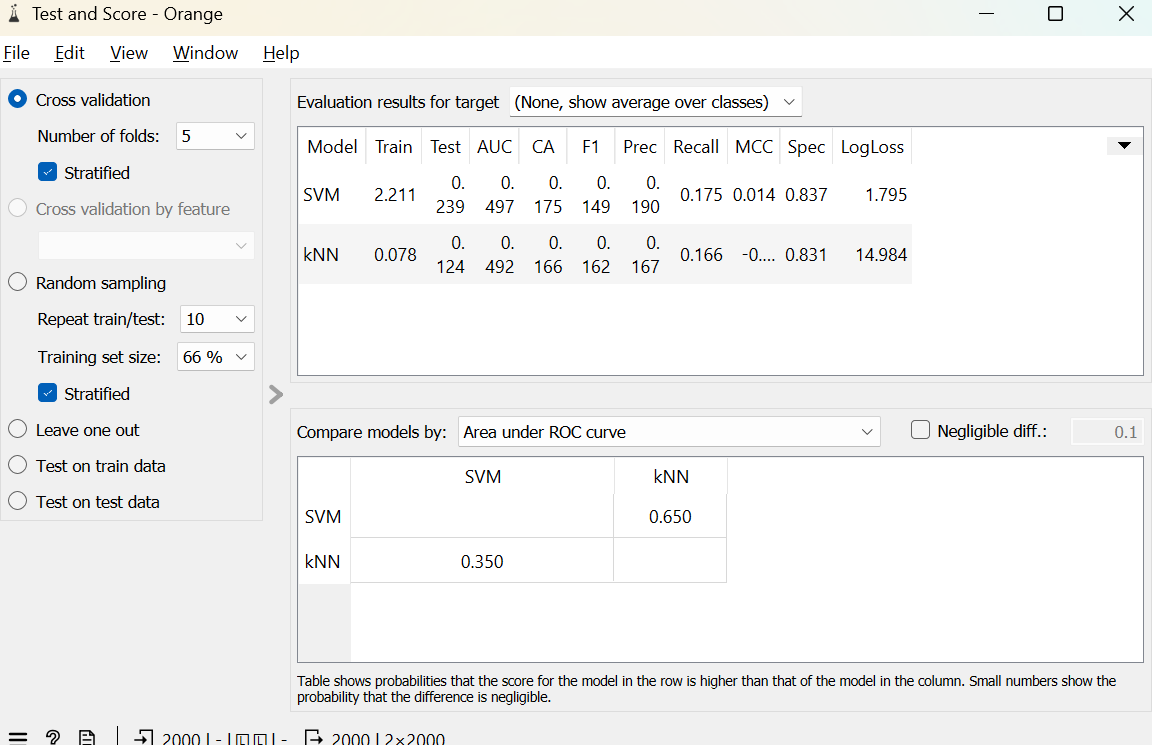 Test and Score - Orange
File Edit View Window Help
Cross validation
Number of folds: 5
Stratified
Cross validation by feature
Random sampling
Repeat train/test: 10
Training set size: 66 %
Stratified
Leave one out
Test on train data
Test on test data
Evaluation results for target (None, show average over classes)
Model Train Test AUC CA F1 Prec Recall MCC Spec LogLoss
SVM 2.211 0.239 0.497 0.175 0.149 0.190 0.175 0.014 0.837 1.795
kNN 0.078 0.124 0.492 0.166 0.162 0.167 0.166 -0.... 0.831 14.984
Compare models by: Area under ROC curve Negligible diff.: 0.1
SVM kNN
SVM 0.650
kNN 0.350
Table shows probabilities that the score for the model in the row is higher than that of the model in the column. Small numbers show the
probability that the difference is negligible.
2000 | - | - 2000 | 2×2000